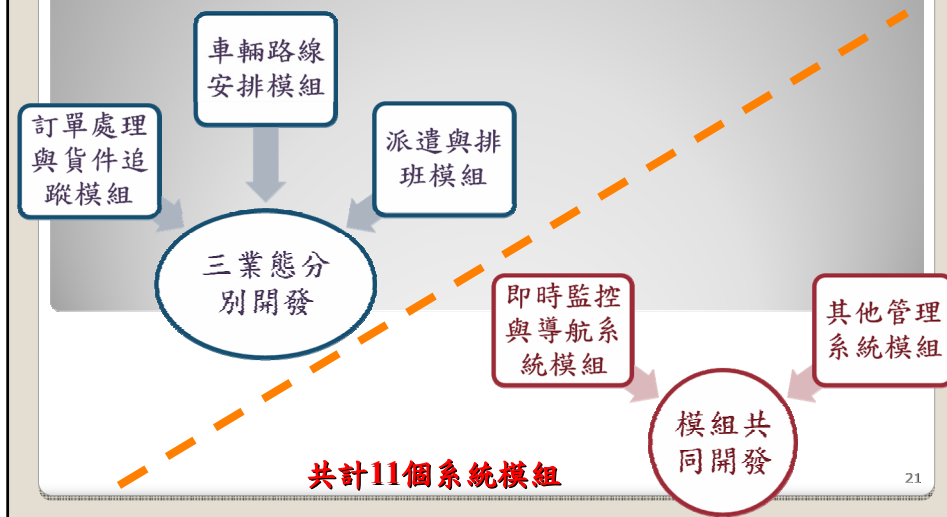 車輛路線
安排模組
訂單處理
與貨件追
蹤模組
派遣與排
班模組
三業態分
別開發
即時監控
與導航系
統模組
其他管理
系統模組
模組共
同開發
共計11個系統模組
21